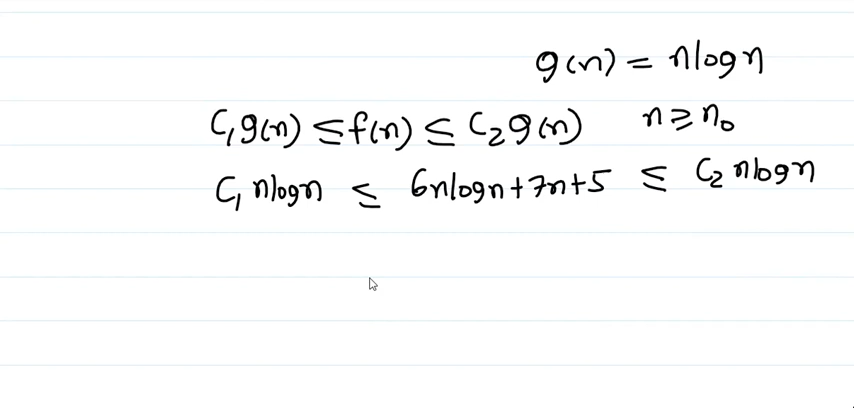 g(n) = nlogn
C₁g(n) ≤ f(n) ≤ C₂g(n) n ≥ n₀
C₁ nlogn ≤ 6nlogn+7n+5 ≤ C₂ nlogn